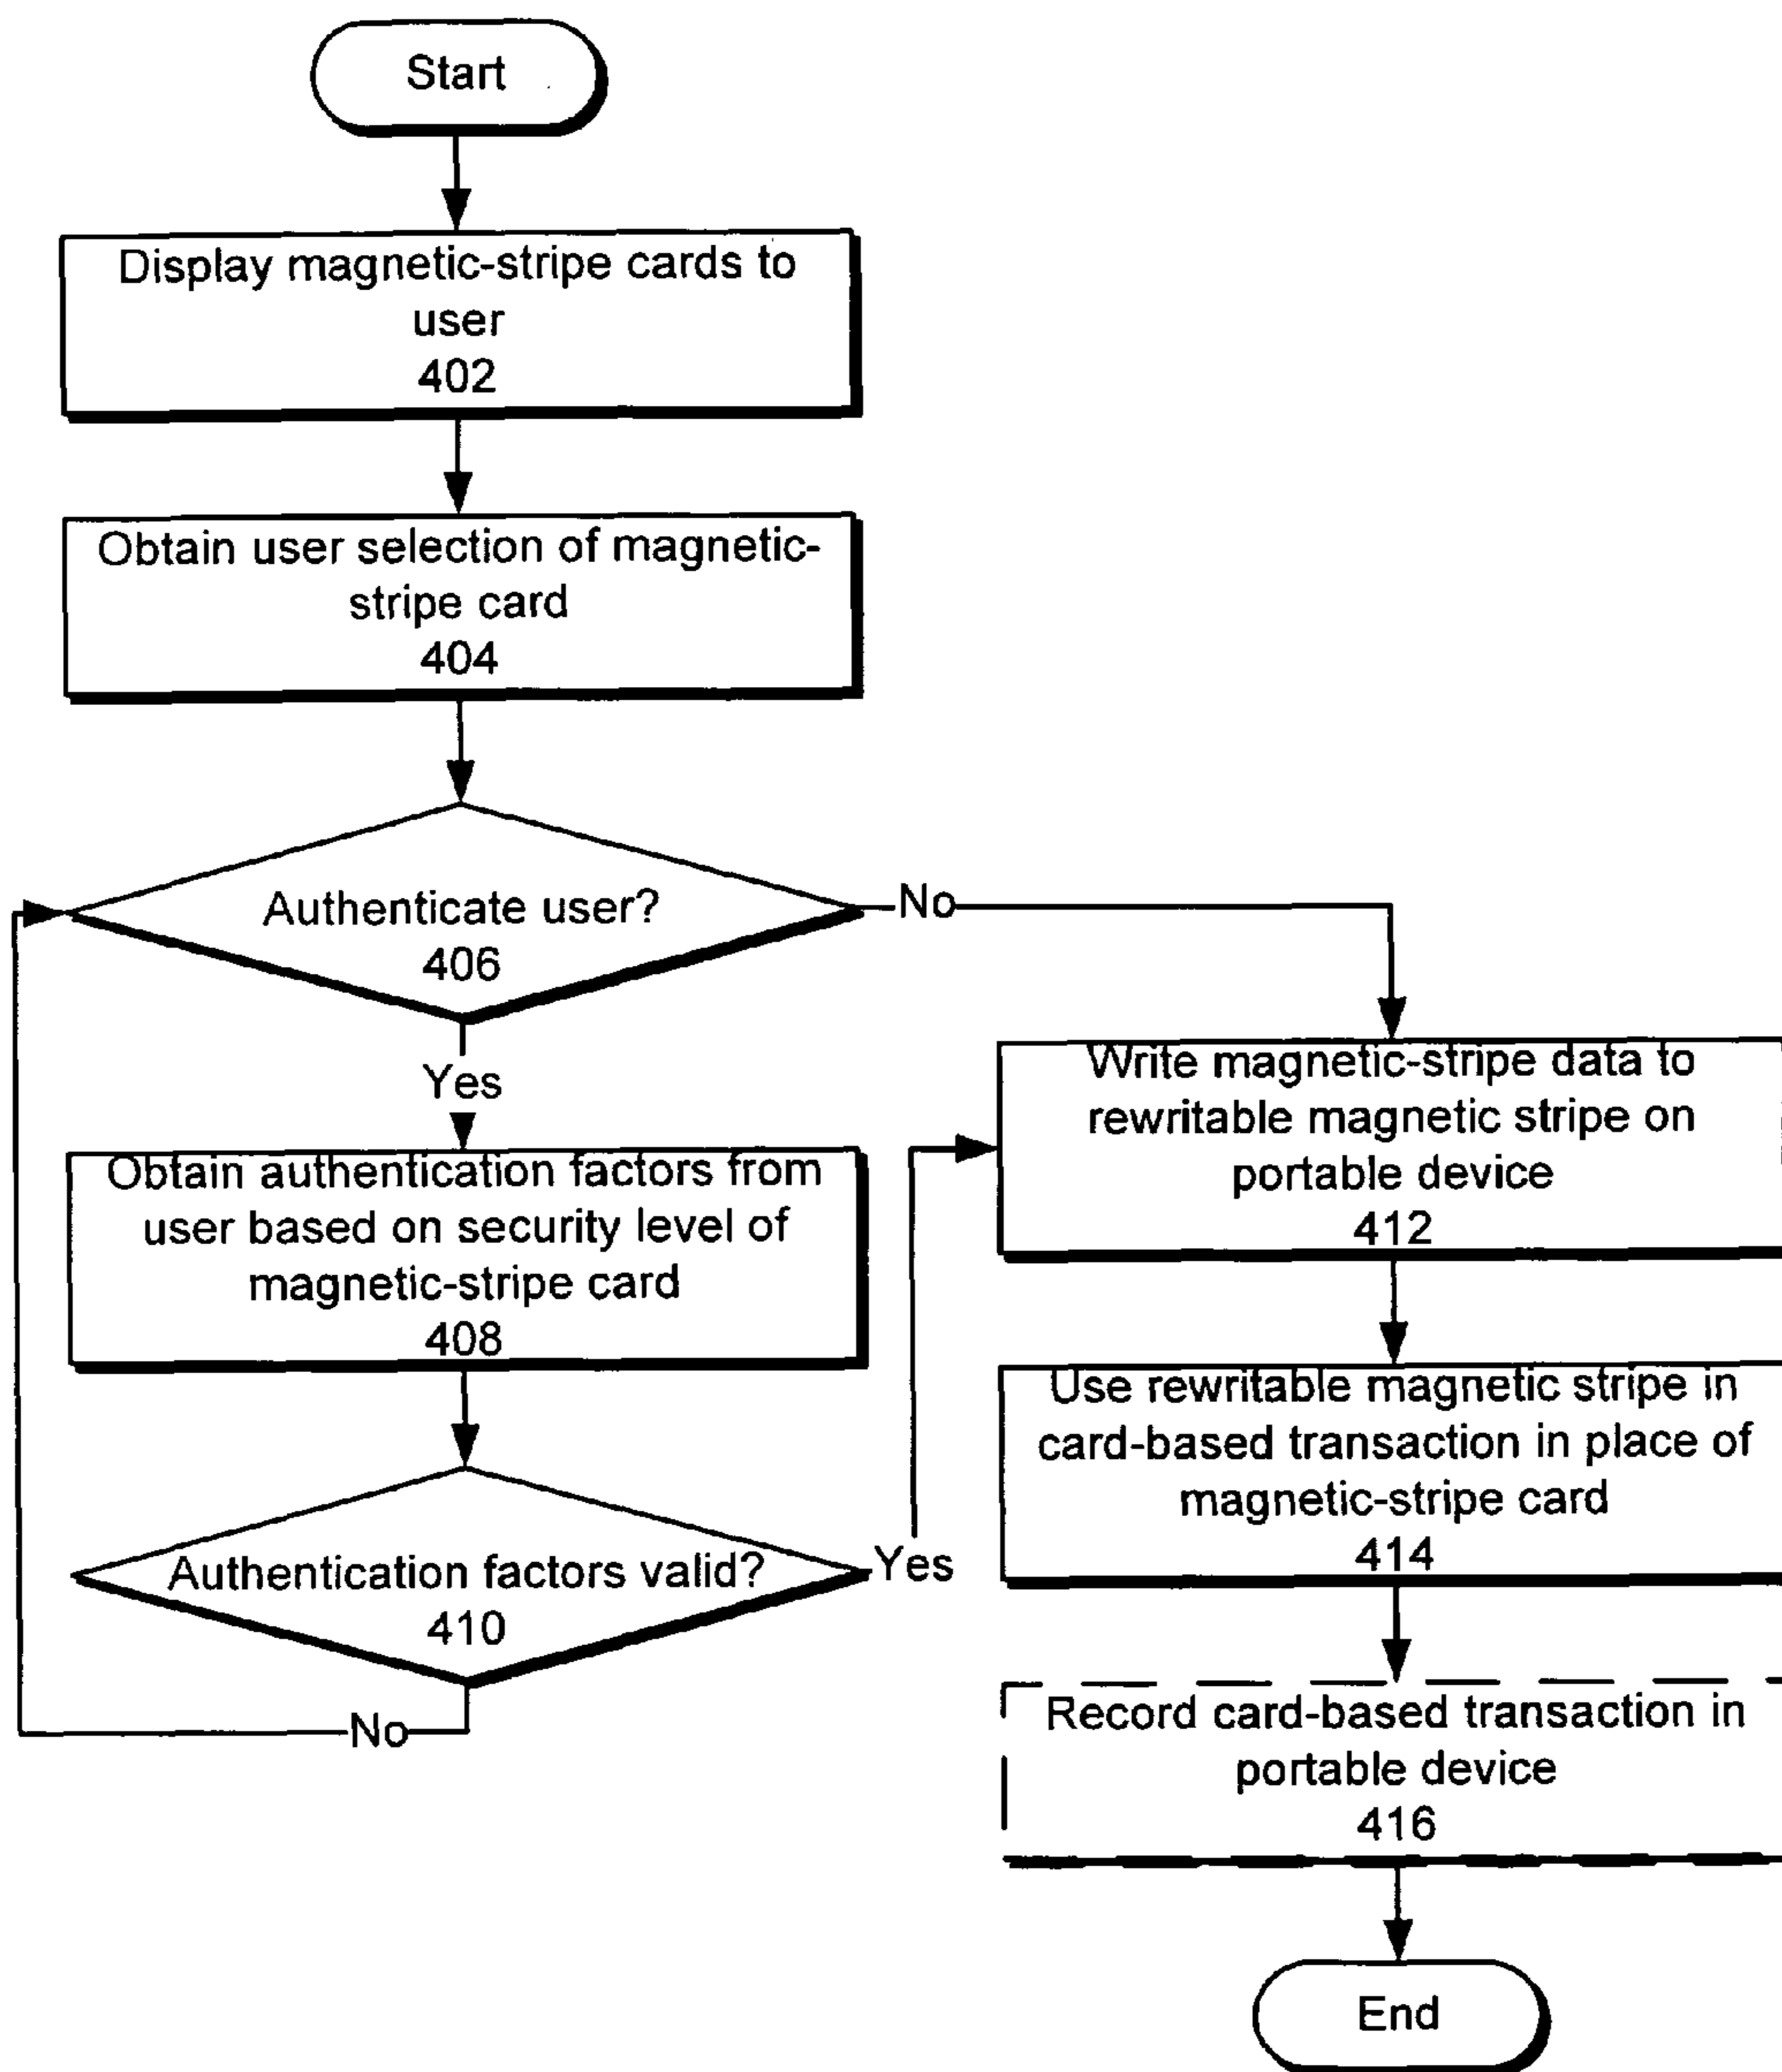 Start
Display magnetic-stripe cards to
user
402
Obtain user selection of magnetic-
stripe card
404
Authenticate user?
406
No
Yes
Obtain authentication factors from
user based on security level of
magnetic-stripe card
408
Authentication factors valid?
410
Yes
No
Write magnetic-stripe data to
rewritable magnetic stripe on
portable device
412
Use rewritable magnetic stripe in
card-based transaction in place of
magnetic-stripe card
414
Record card-based transaction in
portable device
416
End